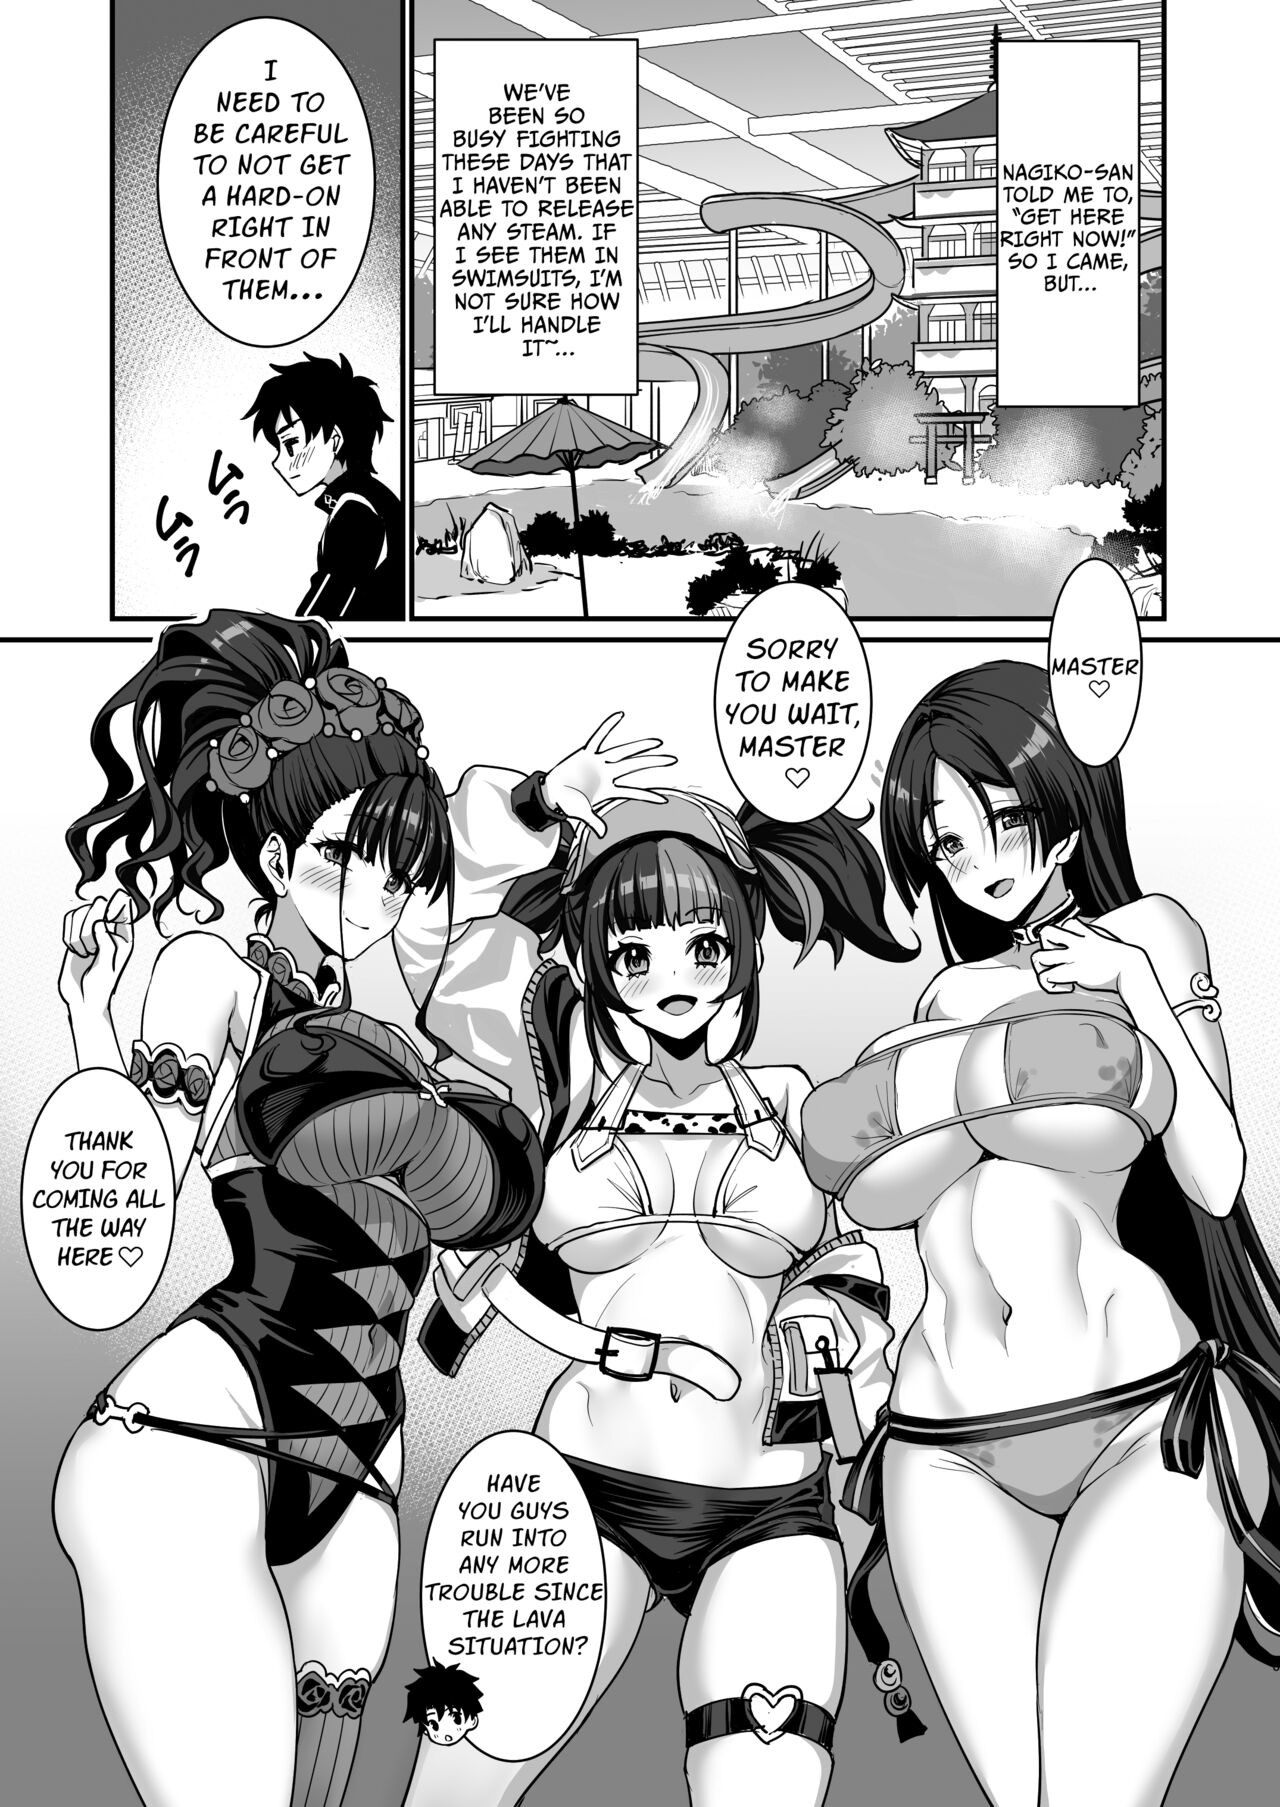 NAGIKO-SAN
TOLD ME TO,
"GET HERE
RIGHT NOW!"
SO I CAME,
BUT...
WE'VE
BEEN SO
BUSY FIGHTING
THESE DAYS THAT
I HAVEN'T BEEN
ABLE TO RELEASE
ANY STEAM. IF
I SEE THEM IN
SWIMSUITS, I'M
NOT SURE HOW
I'LL HANDLE
IT~...
I
NEED TO
BE CAREFUL
TO NOT GET
A HARD-ON
RIGHT IN
FRONT OF
THEM...
ムラ
ムラ
MASTER
♡
SORRY
TO MAKE
YOU WAIT,
MASTER
♡
THANK
YOU FOR
COMING ALL
THE WAY
HERE♡
HAVE
YOU GUYS
RUN INTO
ANY MORE
TROUBLE SINCE
THE LAVA
SITUATION?